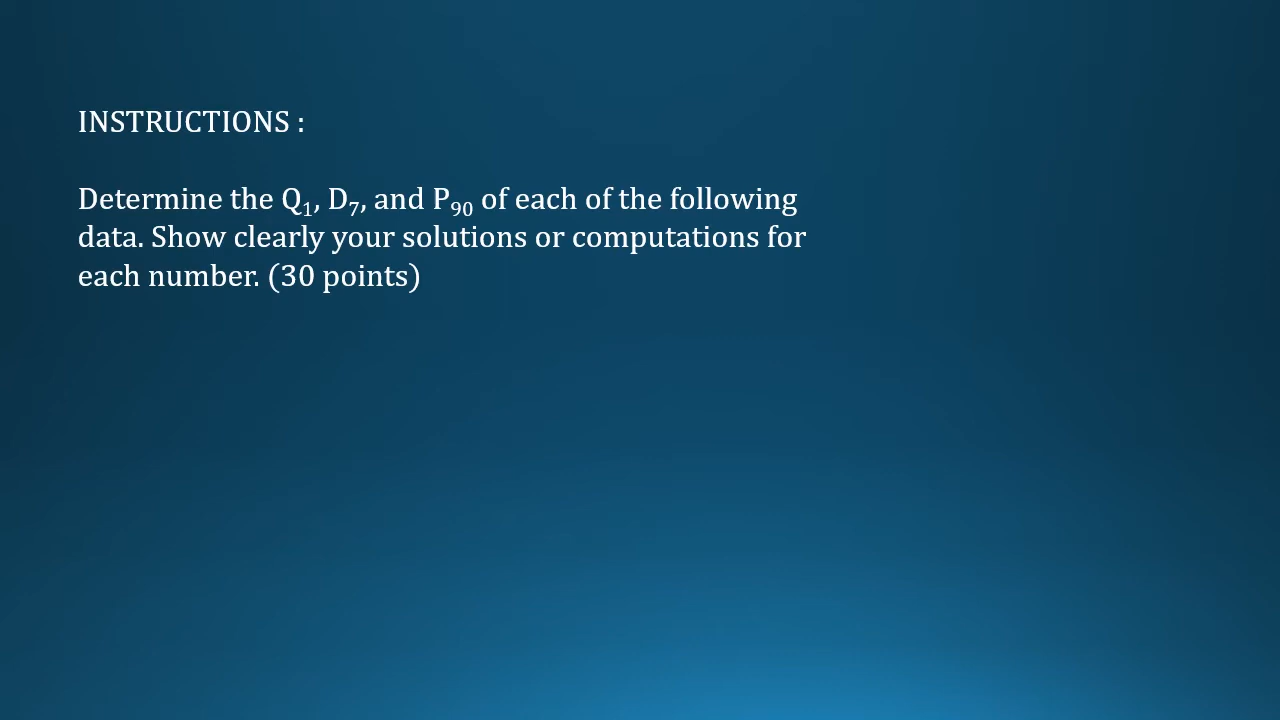 INSTRUCTIONS :
Determine the Q₁, D₇, and P₉₀ of each of the following
data. Show clearly your solutions or computations for
each number. (30 points)